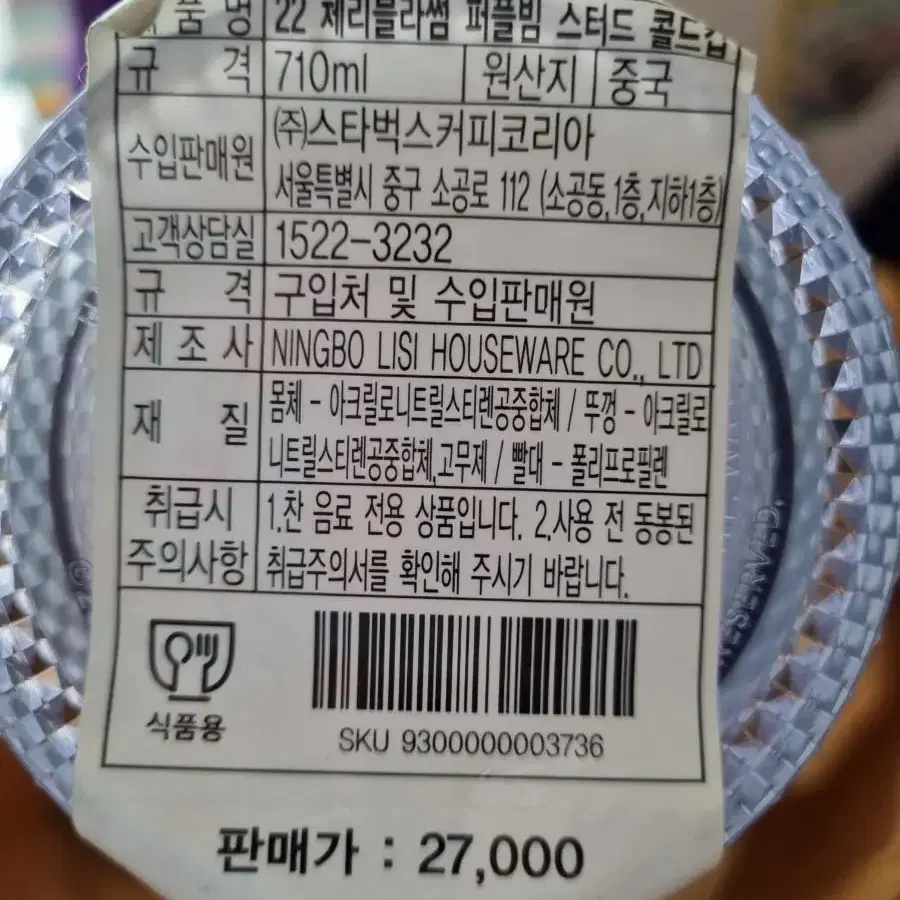 품 명 22 체리블라썸 퍼플빔 스터드 콜드컵
규 격 710ml 원산지 중국
수입판매원 (주)스타벅스커피코리아
서울특별시 중구 소공로 112 (소공동,1층,지하1층)
고객상담실 1522-3232
규 격 구입처 및 수입판매원
제 조 사 NINGBO LISI HOUSEWARE CO., LTD
재 질 몸체 - 아크릴로니트릴스티렌공중합체 / 뚜껑 - 아크릴로
니트릴스티렌공중합체,고무제 / 빨대 - 폴리프로필렌
취급시 1.찬 음료 전용 상품입니다. 2.사용 전 동봉된
주의사항 취급주의서를 확인해 주시기 바랍니다.
식품용
SKU 9300000003736
판매가 : 27,000